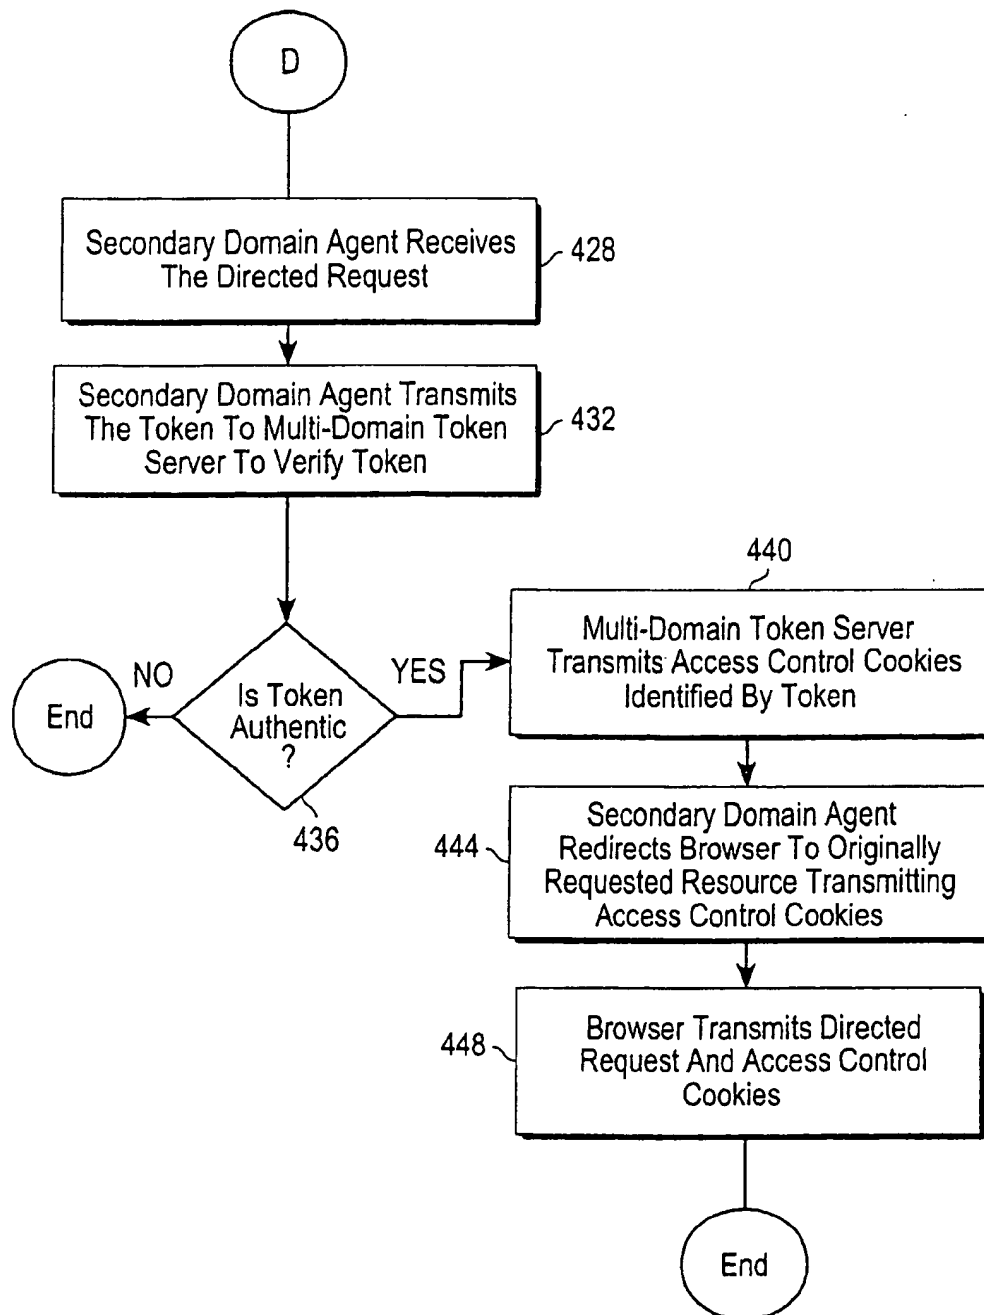 D
Secondary Domain Agent Receives
The Directed Request
428
Secondary Domain Agent Transmits
The Token To Multi-Domain Token
Server To Verify Token
432
440
Multi-Domain Token Server
Transmits Access Control Cookies
Identified By Token
End
NO
Is Token
Authentic
?
YES
436
444
Secondary Domain Agent
Redirects Browser To Originally
Requested Resource Transmitting
Access Control Cookies
448
Browser Transmits Directed
Request And Access Control
Cookies
End